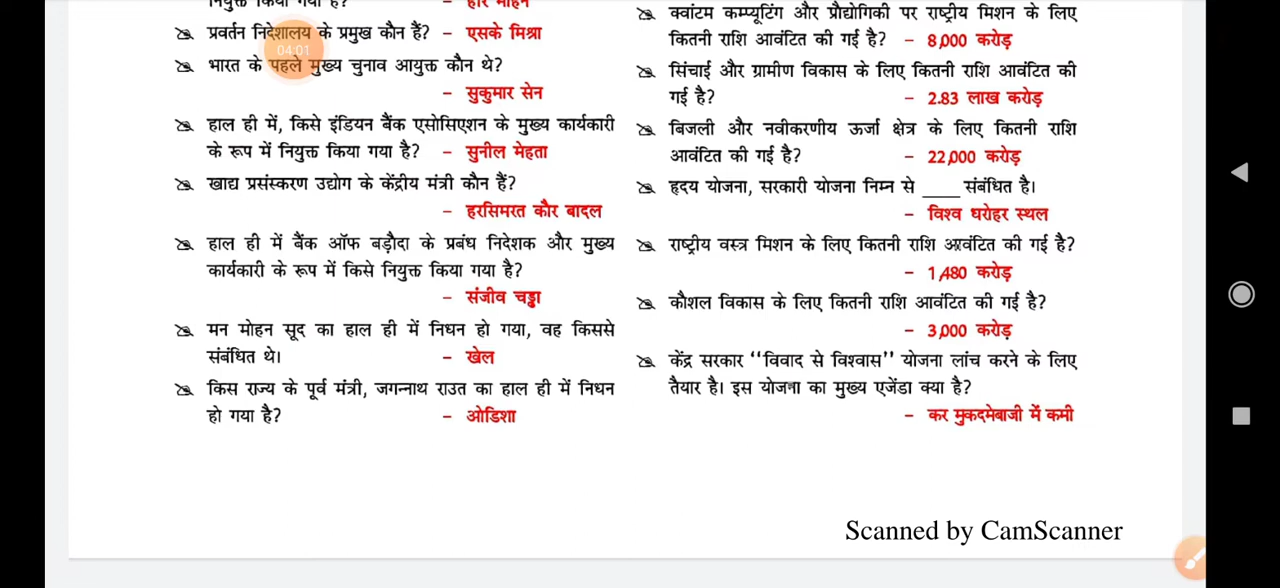 नियुक्त किया गया है? – हरि मोहन
प्रवर्तन निदेशालय के प्रमुख कौन हैं? – एसके मिश्रा
04:01
भारत के पहले मुख्य चुनाव आयुक्त कौन थे?
– सुकुमार सेन
हाल ही में, किसे इंडियन बैंक एसोसिएशन के मुख्य कार्यकारी
के रूप में नियुक्त किया गया है? – सुनील मेहता
खाद्य प्रसंस्करण उद्योग के केंद्रीय मंत्री कौन हैं?
– हरसिमरत कौर बादल
हाल ही में बैंक ऑफ बड़ौदा के प्रबंध निदेशक और मुख्य
कार्यकारी के रूप में किसे नियुक्त किया गया है?
– संजीव चड्ढा
मन मोहन सूद का हाल ही में निधन हो गया, वह किससे
संबंधित थे। – खेल
किस राज्य के पूर्व मंत्री, जगन्नाथ राउत का हाल ही में निधन
हो गया है? – ओडिशा
क्वांटम कम्प्यूटिंग और प्रौद्योगिकी पर राष्ट्रीय मिशन के लिए
कितनी राशि आवंटित की गई है? – 8,000 करोड़
सिंचाई और ग्रामीण विकास के लिए कितनी राशि आवंटित की
गई है? – 2.83 लाख करोड़
बिजली और नवीकरणीय ऊर्जा क्षेत्र के लिए कितनी राशि
आवंटित की गई है? – 22,000 करोड़
हृदय योजना, सरकारी योजना निम्न से ____ संबंधित है।
– विश्व धरोहर स्थल
राष्ट्रीय वस्त्र मिशन के लिए कितनी राशि आवंटित की गई है?
– 1,480 करोड़
कौशल विकास के लिए कितनी राशि आवंटित की गई है?
– 3,000 करोड़
केंद्र सरकार ‘‘विवाद से विश्वास’’ योजना लांच करने के लिए
तैयार है। इस योजना का मुख्य एजेंडा क्या है?
– कर मुकदमेबाजी में कमी
Scanned by CamScanner